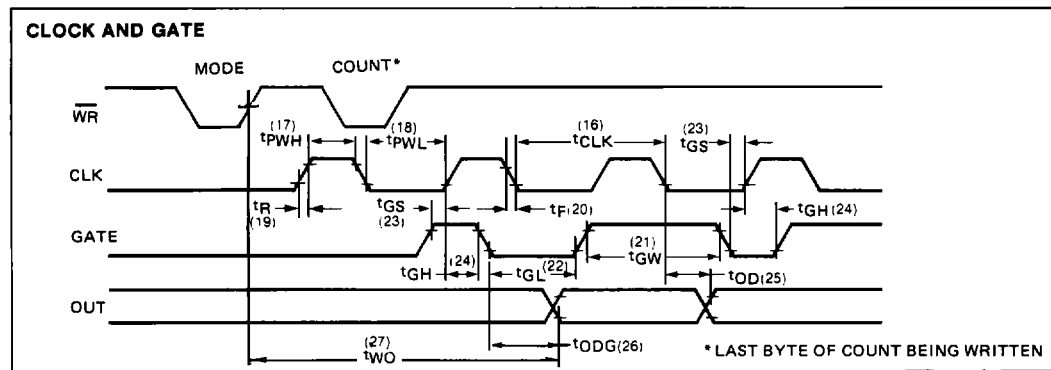 CLOCK AND GATE
MODE COUNT*
WR
(17) tPWH (18) tPWL (16) tCLK (23) tGS
CLK
tR (19) tGS (23) tF(20) tGH (24)
GATE
tGH (24) tGL (22) (21) tGW tOD(25)
OUT
(27) tWO tODG(26) *LAST BYTE OF COUNT BEING WRITTEN